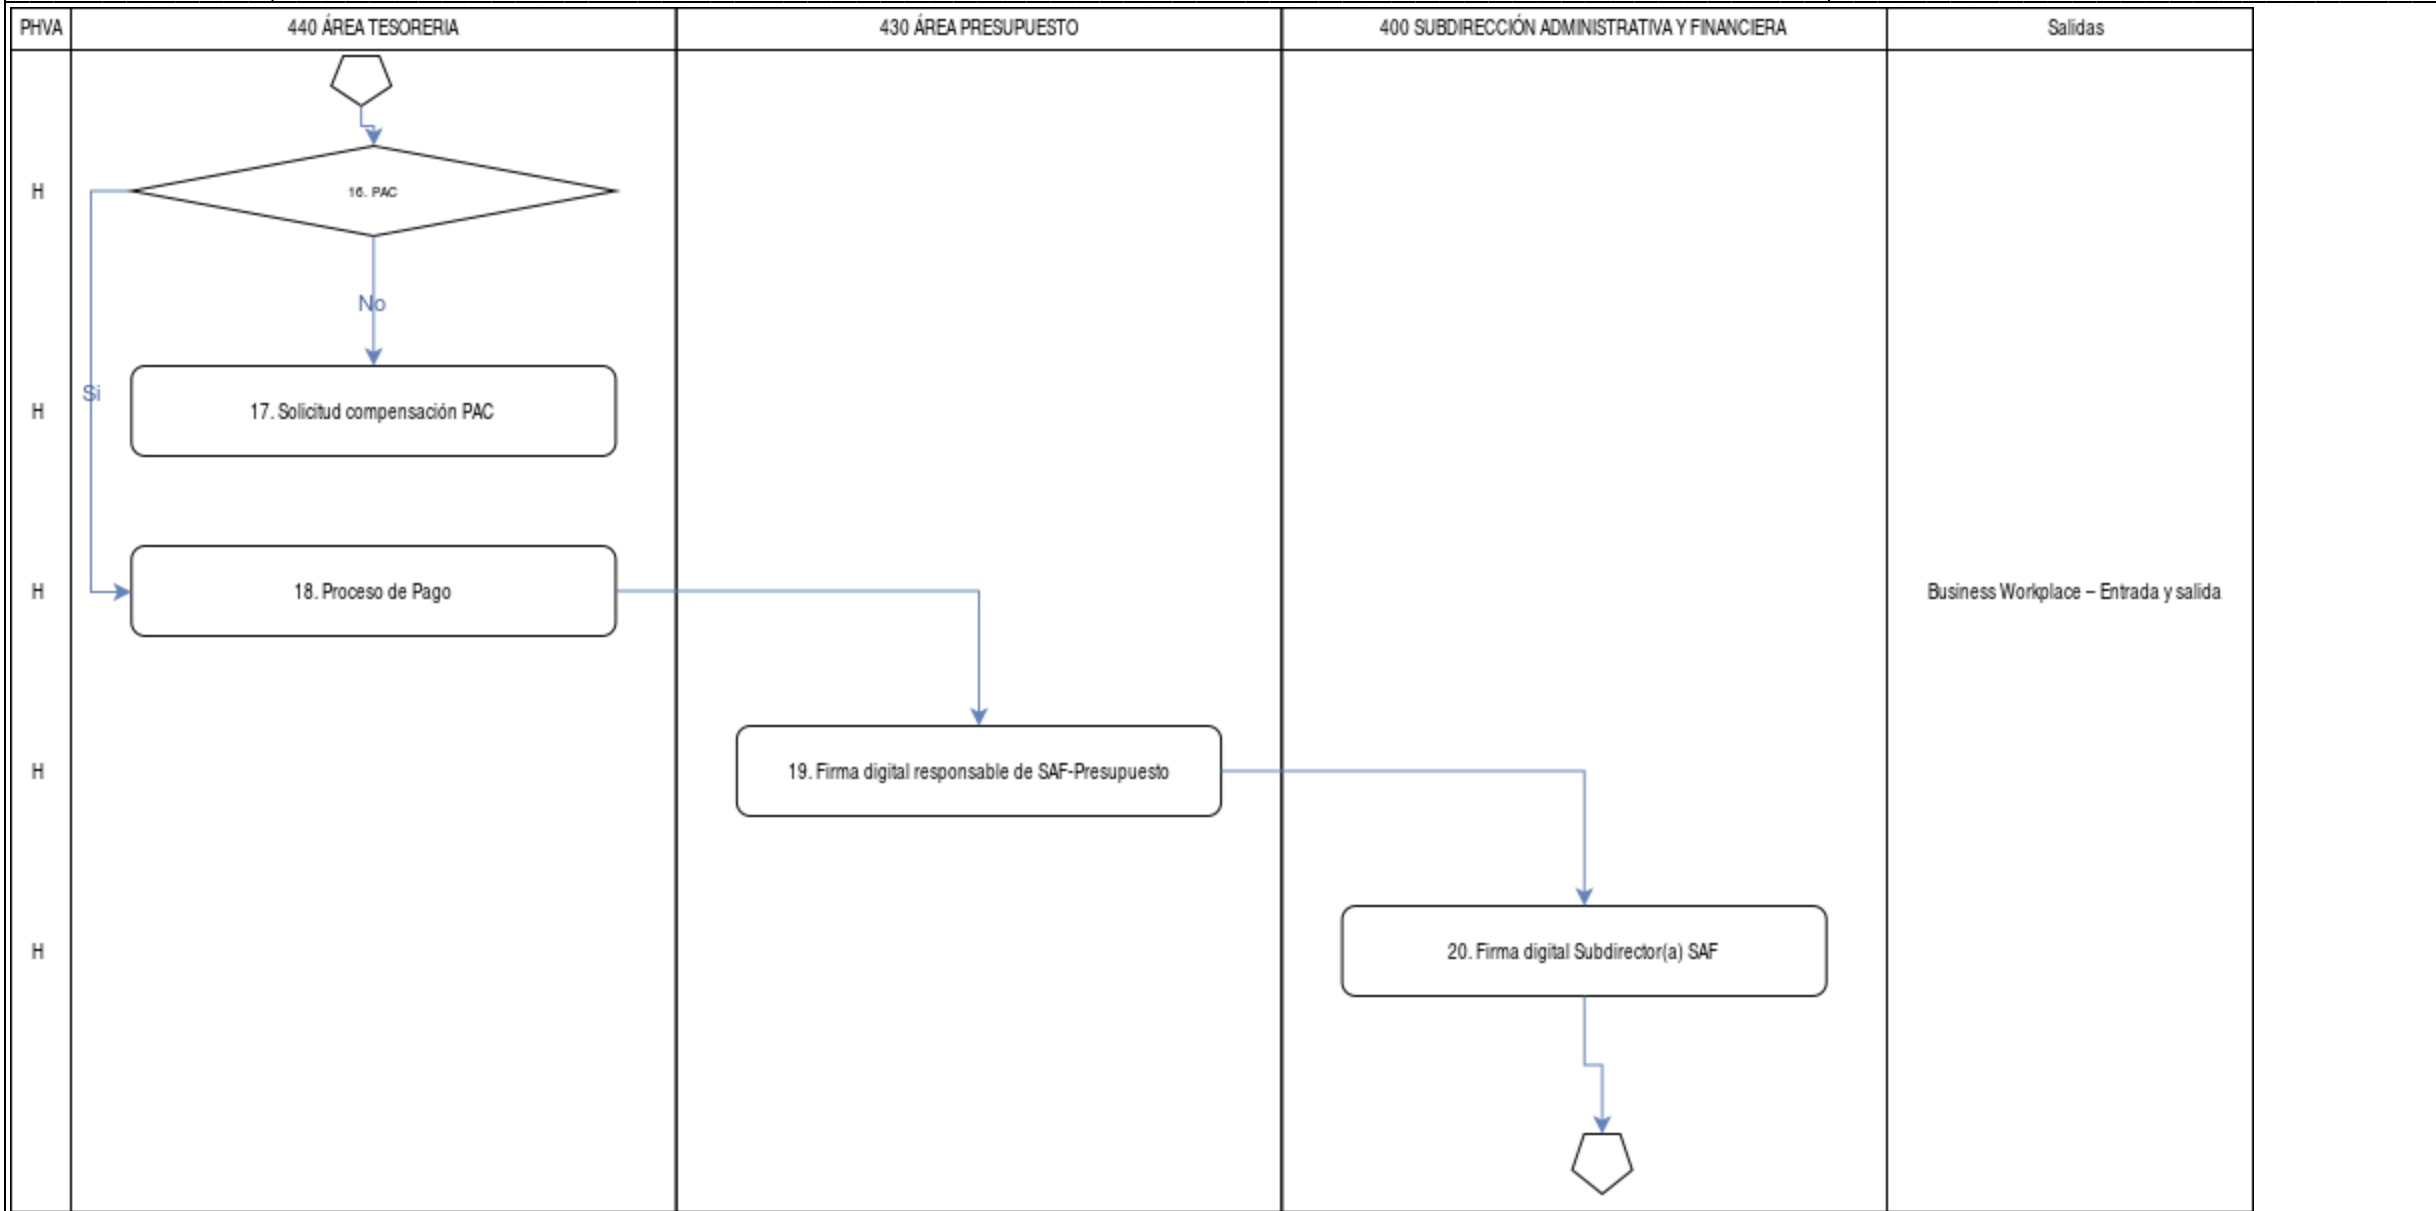 PHVA
440 ÁREA TESORERIA
430 ÁREA PRESUPUESTO
400 SUBDIRECCIÓN ADMINISTRATIVA Y FINANCIERA
Salidas
H
16. PAC
No
Si
H
17. Solicitud compensación PAC
H
18. Proceso de Pago
Business Workplace – Entrada y salida
H
19. Firma digital responsable de SAF-Presupuesto
H
20. Firma digital Subdirector(a) SAF